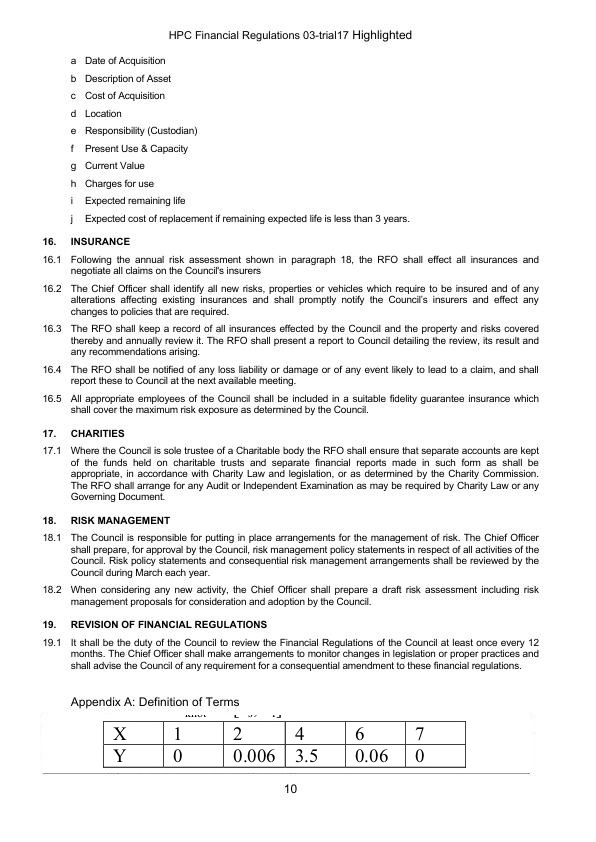 HPC Financial Regulations 03-trial17 Highlighted
a Date of Acquisition
b Description of Asset
c Cost of Acquisition
d Location
e Responsibility (Custodian)
f Present Use & Capacity
g Current Value
h Charges for use
i Expected remaining life
j Expected cost of replacement if remaining expected life is less than 3 years.
16. INSURANCE
16.1 Following the annual risk assessment shown in paragraph 18, the RFO shall effect all insurances and
negotiate all claims on the Council's insurers
16.2 The Chief Officer shall identify all new risks, properties or vehicles which require to be insured and of any
alterations affecting existing insurances and shall promptly notify the Council's insurers and effect any
changes to policies that are required.
16.3 The RFO shall keep a record of all insurances effected by the Council and the property and risks covered
thereby and annually review it. The RFO shall present a report to Council detailing the review, its result and
any recommendations arising.
16.4 The RFO shall be notified of any loss liability or damage or of any event likely to lead to a claim, and shall
report these to Council at the next available meeting.
16.5 All appropriate employees of the Council shall be included in a suitable fidelity guarantee insurance which
shall cover the maximum risk exposure as determined by the Council.
17. CHARITIES
17.1 Where the Council is sole trustee of a Charitable body the RFO shall ensure that separate accounts are kept
of the funds held on charitable trusts and separate financial reports made in such form as shall be
appropriate, in accordance with Charity Law and legislation, or as determined by the Charity Commission.
The RFO shall arrange for any Audit or Independent Examination as may be required by Charity Law or any
Governing Document.
18. RISK MANAGEMENT
18.1 The Council is responsible for putting in place arrangements for the management of risk. The Chief Officer
shall prepare, for approval by the Council, risk management policy statements in respect of all activities of the
Council. Risk policy statements and consequential risk management arrangements shall be reviewed by the
Council during March each year.
18.2 When considering any new activity, the Chief Officer shall prepare a draft risk assessment including risk
management proposals for consideration and adoption by the Council.
19. REVISION OF FINANCIAL REGULATIONS
19.1 It shall be the duty of the Council to review the Financial Regulations of the Council at least once every 12
months. The Chief Officer shall make arrangements to monitor changes in legislation or proper practices and
shall advise the Council of any requirement for a consequential amendment to these financial regulations.
Appendix A: Definition of Terms
X 1 2 4 6 7
Y 0 0.006 3.5 0.06 0
10